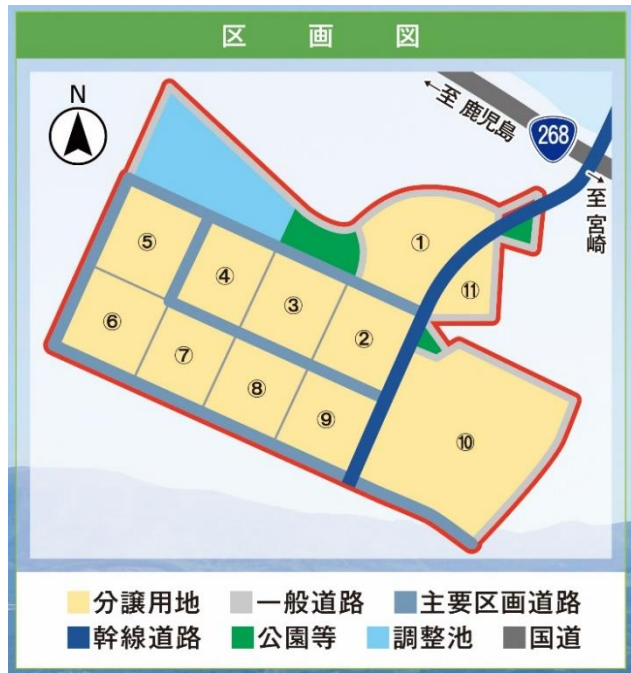 区画図
N
←至 鹿児島
268
→至 宮崎
①
⑪
⑤
④
③
②
⑥
⑦
⑧
⑨
⑩
分譲用地 一般道路 主要区画道路
幹線道路 公園等 調整池 国道